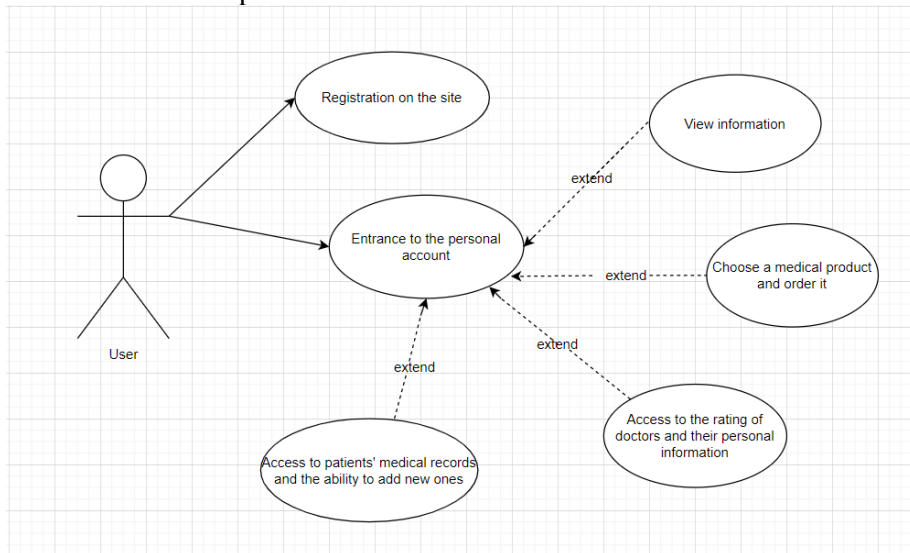 Registration on the site
View information
extend
Entrance to the personal
account
Choose a medical product
and order it
extend
User
extend
extend
Access to the rating of
doctors and their personal
information
Access to patients' medical records
and the ability to add new ones